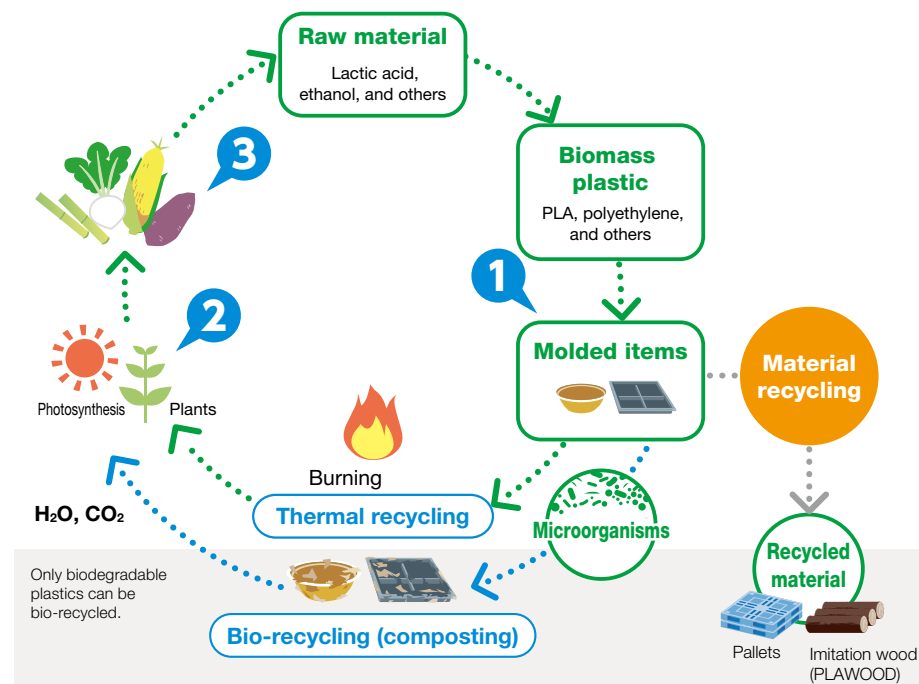 Raw material
Lactic acid,
ethanol, and others
3
Biomass
plastic
PLA, polyethylene,
and others
1
2
Molded items
Material
recycling
Photosynthesis
Plants
Burning
Thermal recycling
H₂O, CO₂
Microorganisms
Only biodegradable
plastics can be
bio-recycled.
Recycled
material
Bio-recycling (composting)
Pallets
Imitation wood
(PLAWOOD)